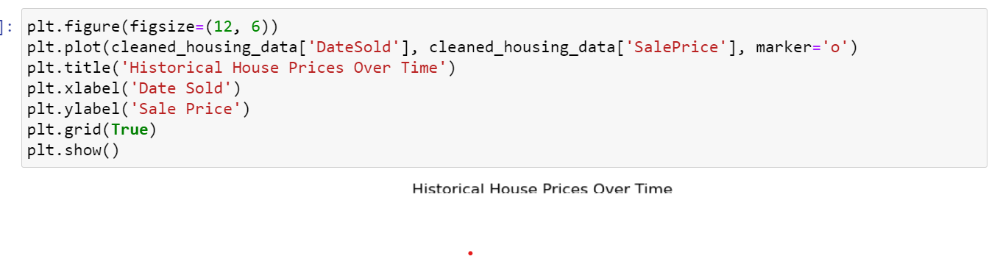 ]: plt.figure(figsize=(12, 6))
plt.plot(cleaned_housing_data['DateSold'], cleaned_housing_data['SalePrice'], marker='o')
plt.title('Historical House Prices Over Time')
plt.xlabel('Date Sold')
plt.ylabel('Sale Price')
plt.grid(True)
plt.show()
Historical House Prices Over Time